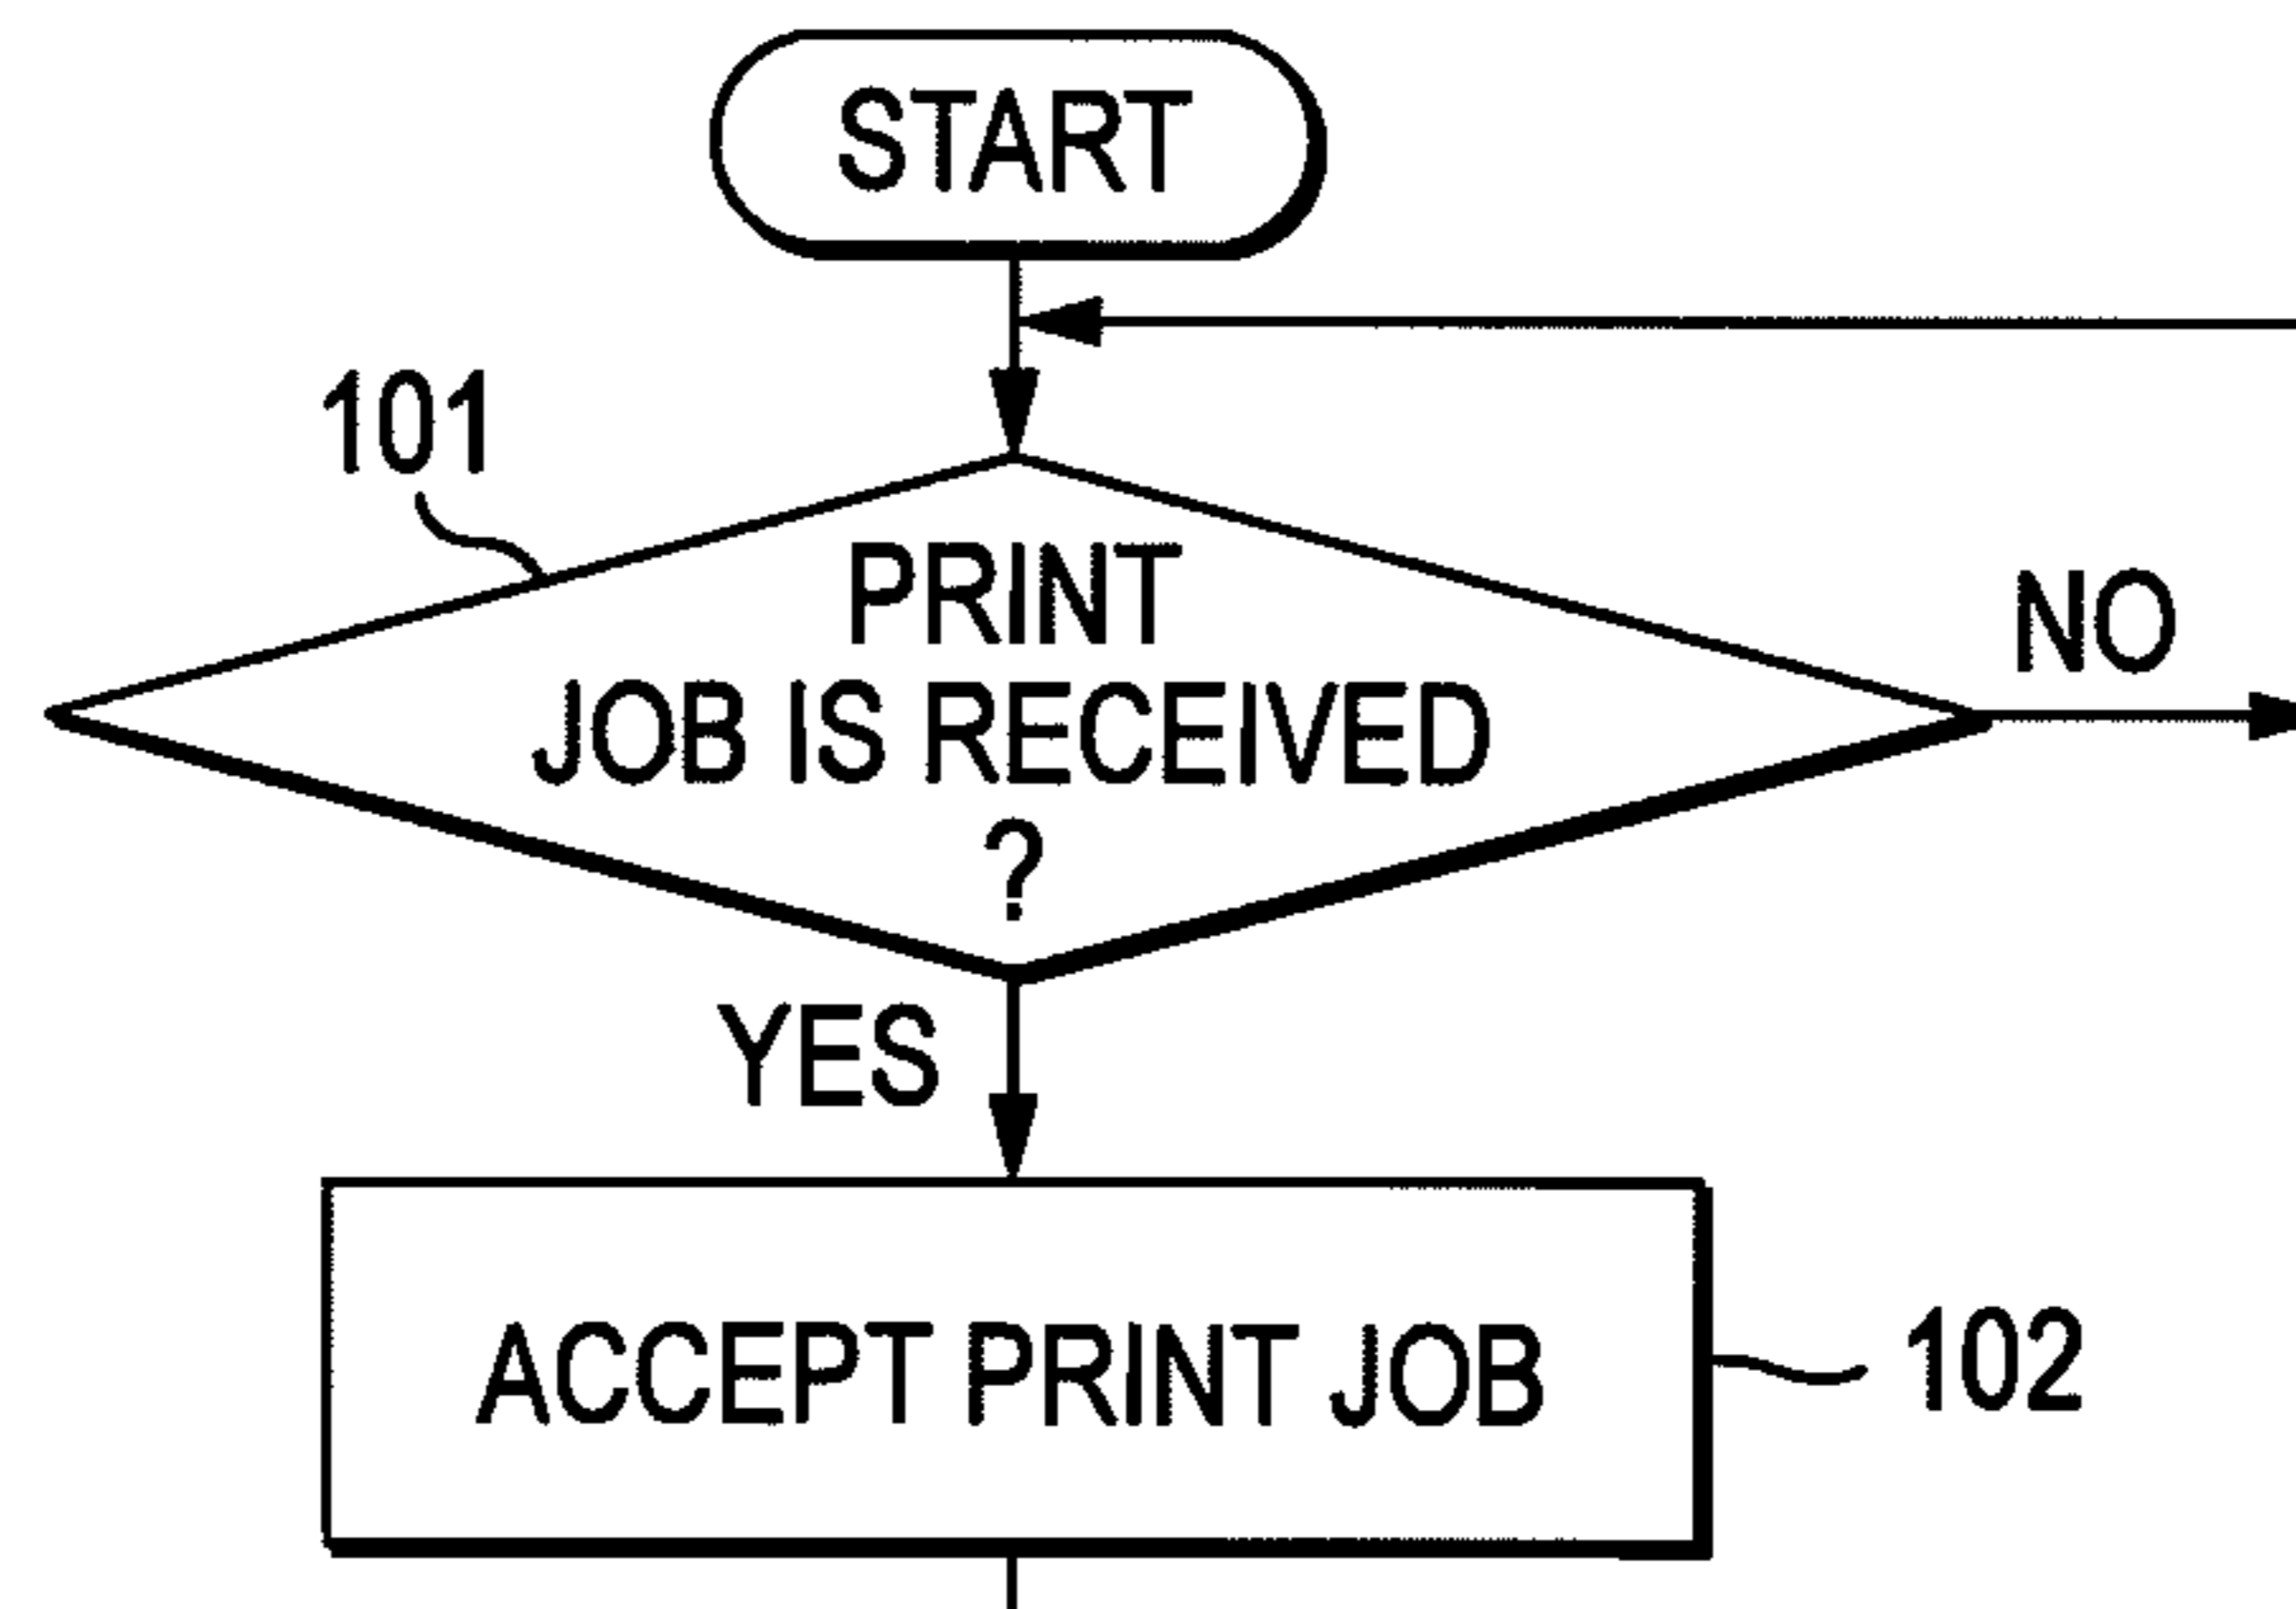 START
101
PRINT
JOB IS RECEIVED
?
NO
YES
ACCEPT PRINT JOB
102